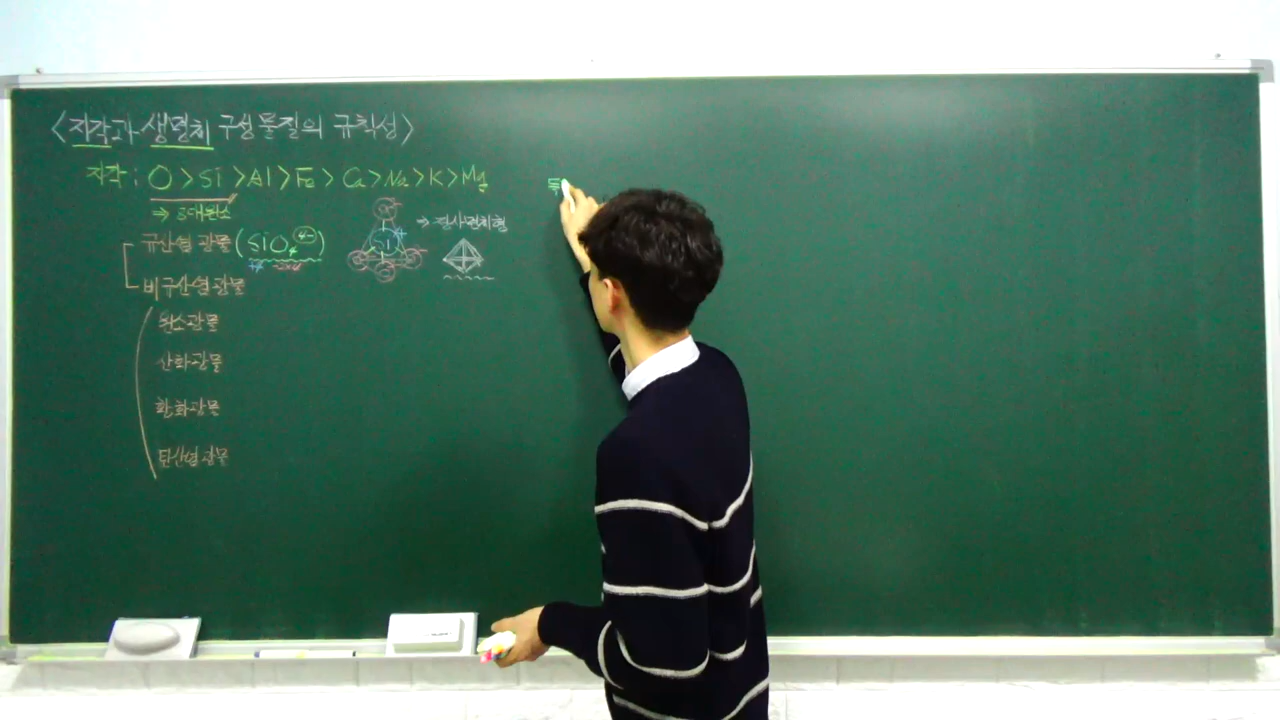 <지각과 생명체 구성물질의 규칙성>
지각 : O > Si > Al > Fe > Ca > Na > K > Mg
⇒ 8대원소
규산염 광물 (SiO₄⁴⁻)
Si
⇒ 정사면체형
비규산염 광물
원소광물
산화광물
황화광물
탄산염광물